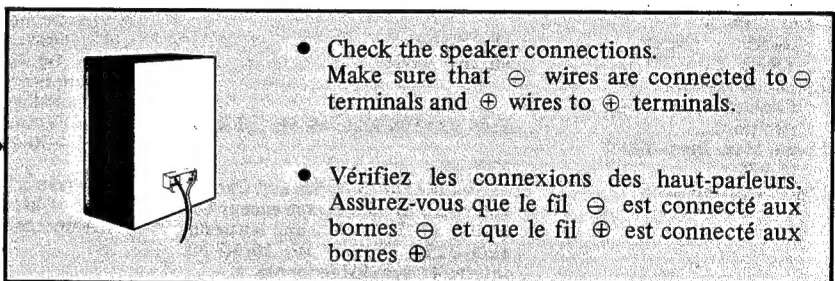 • Check the speaker connections.
Make sure that ⊖ wires are connected to ⊖
terminals and ⊕ wires to ⊕ terminals.
• Vérifiez les connexions des haut-parleurs.
Assurez-vous que le fil ⊖ est connecté aux
bornes ⊖ et que le fil ⊕ est connecté aux
bornes ⊕